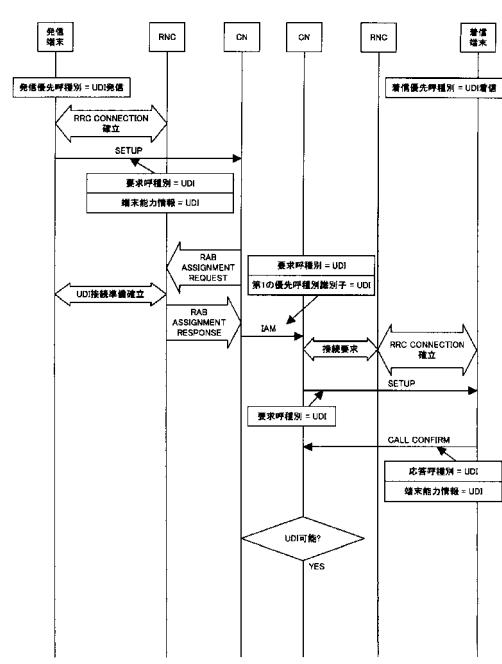 発信
端末
RNC
CN
CN
RNC
着信
端末
発信優先呼種別 = UDI発信
着信優先呼種別 = UDI着信
RRC CONNECTION
確立
SETUP
要求呼種別 = UDI
端末能力情報 = UDI
RAB
ASSIGNMENT
REQUEST
要求呼種別 = UDI
第1の優先呼種別識別子 = UDI
UDI接続準備確立
RAB
ASSIGNMENT
RESPONSE
IAM
接続要求
RRC CONNECTION
確立
SETUP
要求呼種別 = UDI
CALL CONFIRM
応答呼種別 = UDI
端末能力情報 = UDI
UDI可能?
YES